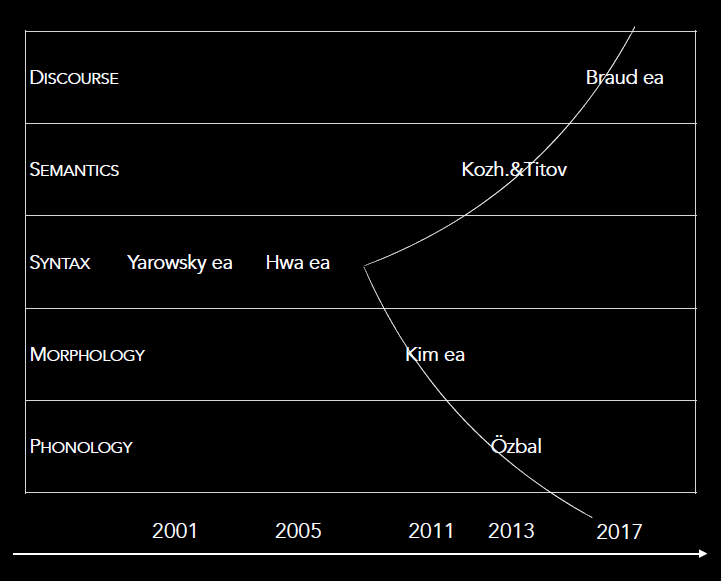 DISCOURSE Braud ea
SEMANTICS Kozh.&Titov
SYNTAX Yarowsky ea Hwa ea
MORPHOLOGY Kim ea
PHONOLOGY Özbal
2001 2005 2011 2013 2017